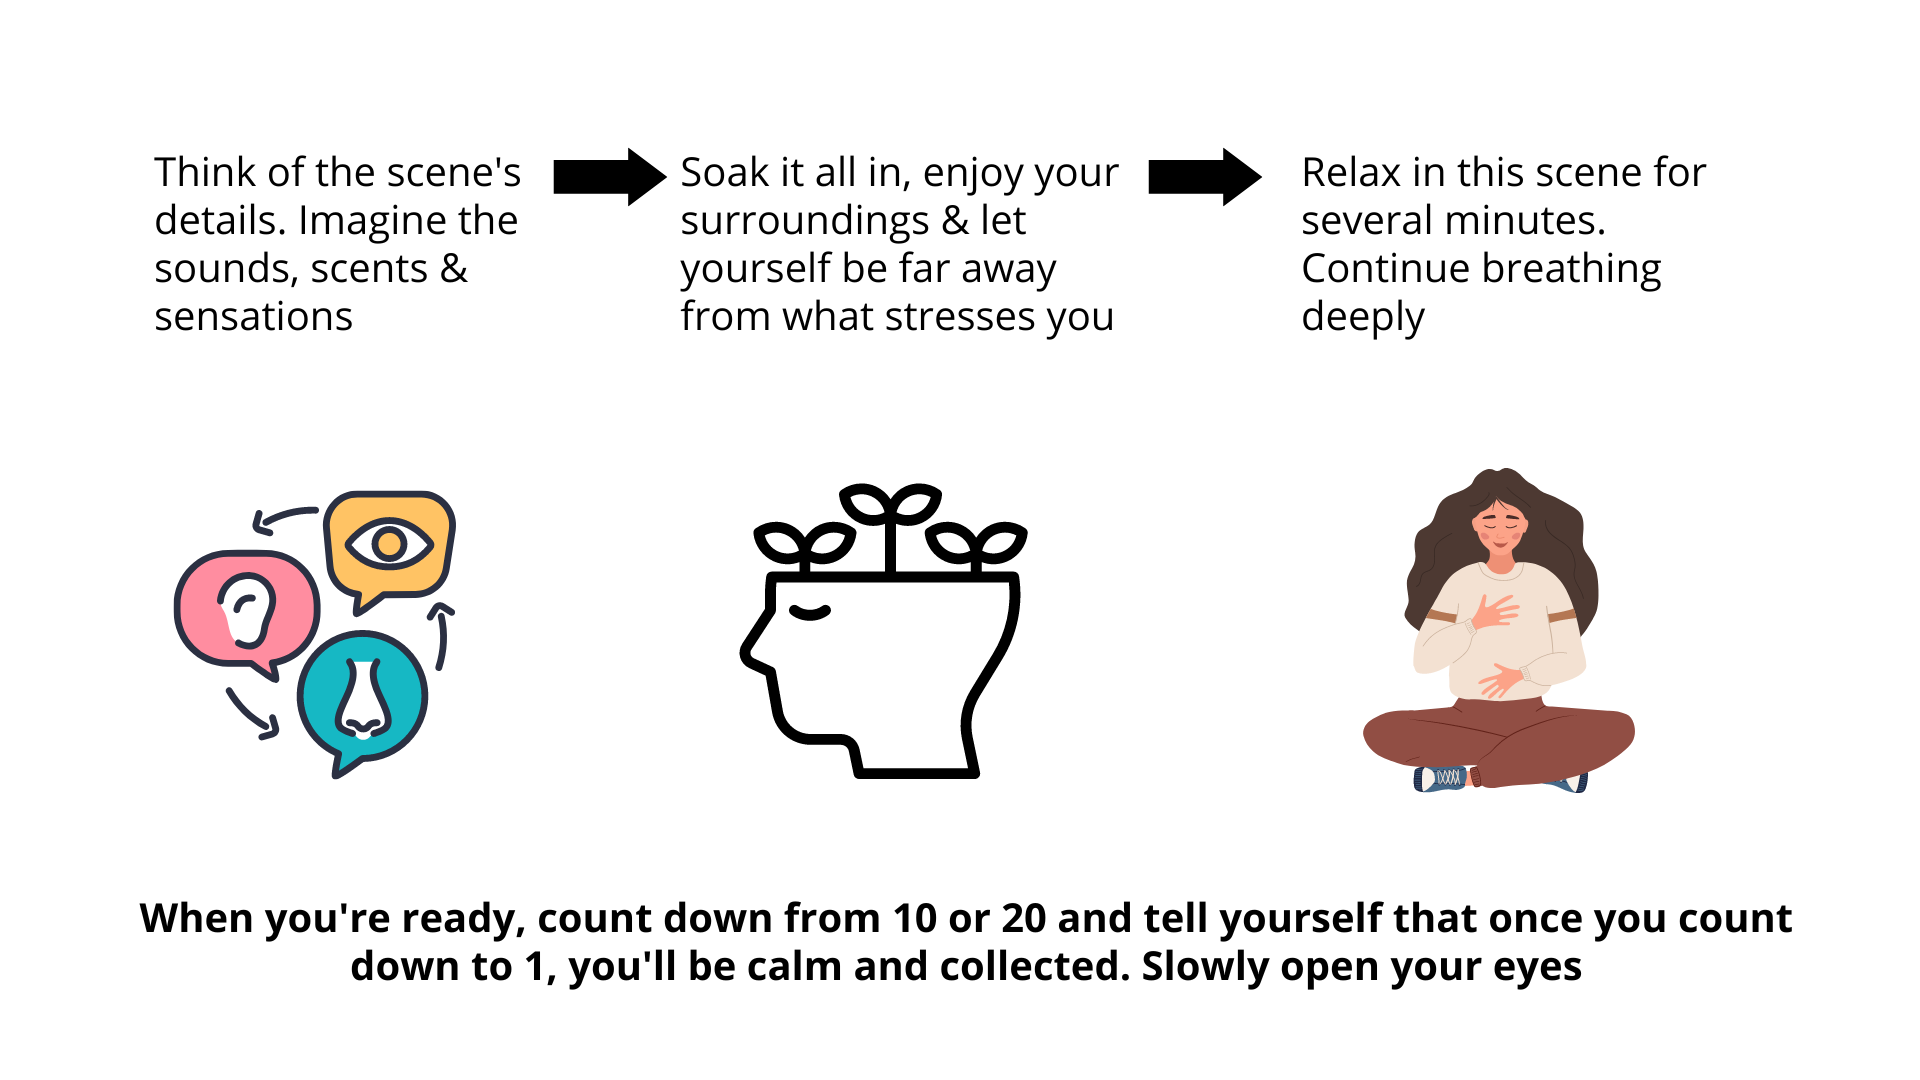 Think of the scene's
details. Imagine the
sounds, scents &
sensations
Soak it all in, enjoy your
surroundings & let
yourself be far away
from what stresses you
Relax in this scene for
several minutes.
Continue breathing
deeply
When you're ready, count down from 10 or 20 and tell yourself that once you count
down to 1, you'll be calm and collected. Slowly open your eyes